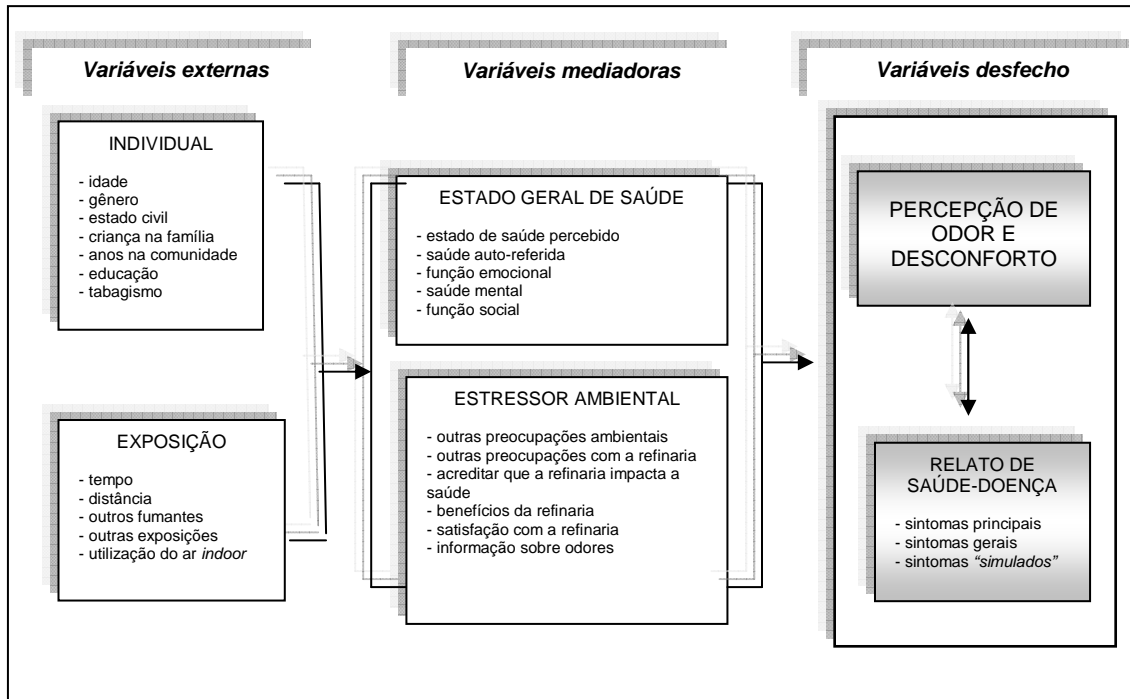 Variáveis externas
INDIVIDUAL
- idade
- gênero
- estado civil
- criança na família
- anos na comunidade
- educação
- tabagismo
EXPOSIÇÃO
- tempo
- distância
- outros fumantes
- outras exposições
- utilização do ar indoor
Variáveis mediadoras
ESTADO GERAL DE SAÚDE
- estado de saúde percebido
- saúde auto-referida
- função emocional
- saúde mental
- função social
ESTRESSOR AMBIENTAL
- outras preocupações ambientais
- outras preocupações com a refinaria
- acreditar que a refinaria impacta a
saúde
- benefícios da refinaria
- satisfação com a refinaria
- informação sobre odores
Variáveis desfecho
PERCEPÇÃO DE
ODOR E
DESCONFORTO
RELATO DE
SAÚDE-DOENÇA
- sintomas principais
- sintomas gerais
- sintomas “simulados”